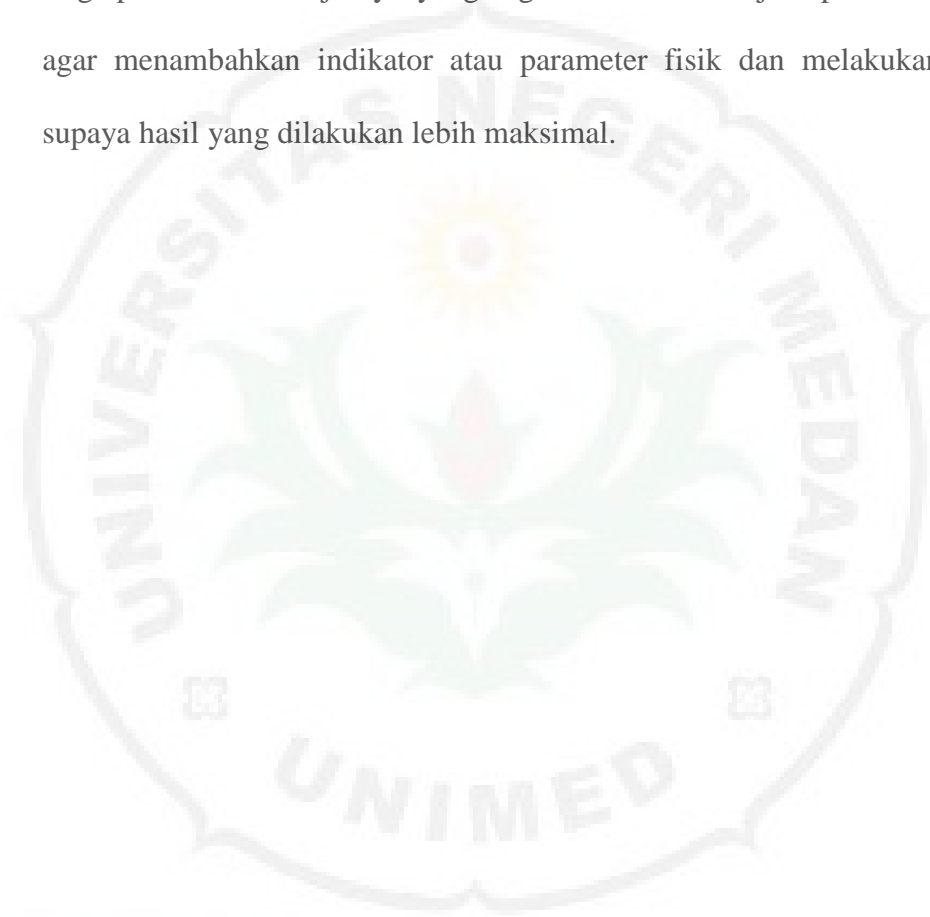 agar menambahkan indikator atau parameter fisik dan melakukan
supaya hasil yang dilakukan lebih maksimal.
UNIVERSITAS NEGERI MEDAN
UNIMED